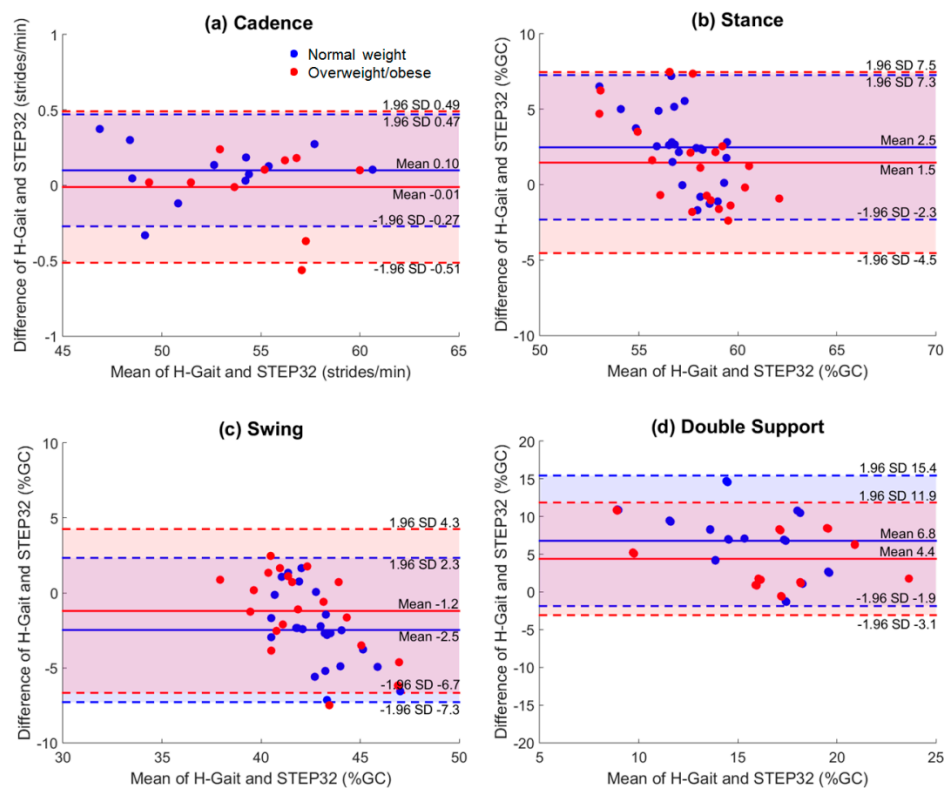 (a) Cadence
Difference of H-Gait and STEP32 (strides/min)
1
0.5
0
-0.5
-1
Normal weight
Overweight/obese
1.96 SD 0.49
1.96 SD 0.47
Mean 0.10
Mean -0.01
-1.96 SD -0.27
-1.96 SD -0.51
45
50
55
60
65
Mean of H-Gait and STEP32 (strides/min)
(b) Stance
Difference of H-Gait and STEP32 (%GC)
10
5
0
-5
-10
1.96 SD 7.5
1.96 SD 7.3
Mean 2.5
Mean 1.5
-1.96 SD -2.3
-1.96 SD -4.5
50
55
60
65
70
Mean of H-Gait and STEP32 (%GC)
(c) Swing
Difference of H-Gait and STEP32 (%GC)
10
5
0
-5
-10
1.96 SD 4.3
1.96 SD 2.3
Mean -1.2
Mean -2.5
-1.96 SD -6.7
-1.96 SD -7.3
30
35
40
45
50
Mean of H-Gait and STEP32 (%GC)
(d) Double Support
Difference of H-Gait and STEP32 (%GC)
20
15
10
5
0
-5
-10
-15
-20
1.96 SD 15.4
1.96 SD 11.9
Mean 6.8
Mean 4.4
-1.96 SD -1.9
-1.96 SD -3.1
5
10
15
20
25
Mean of H-Gait and STEP32 (%GC)